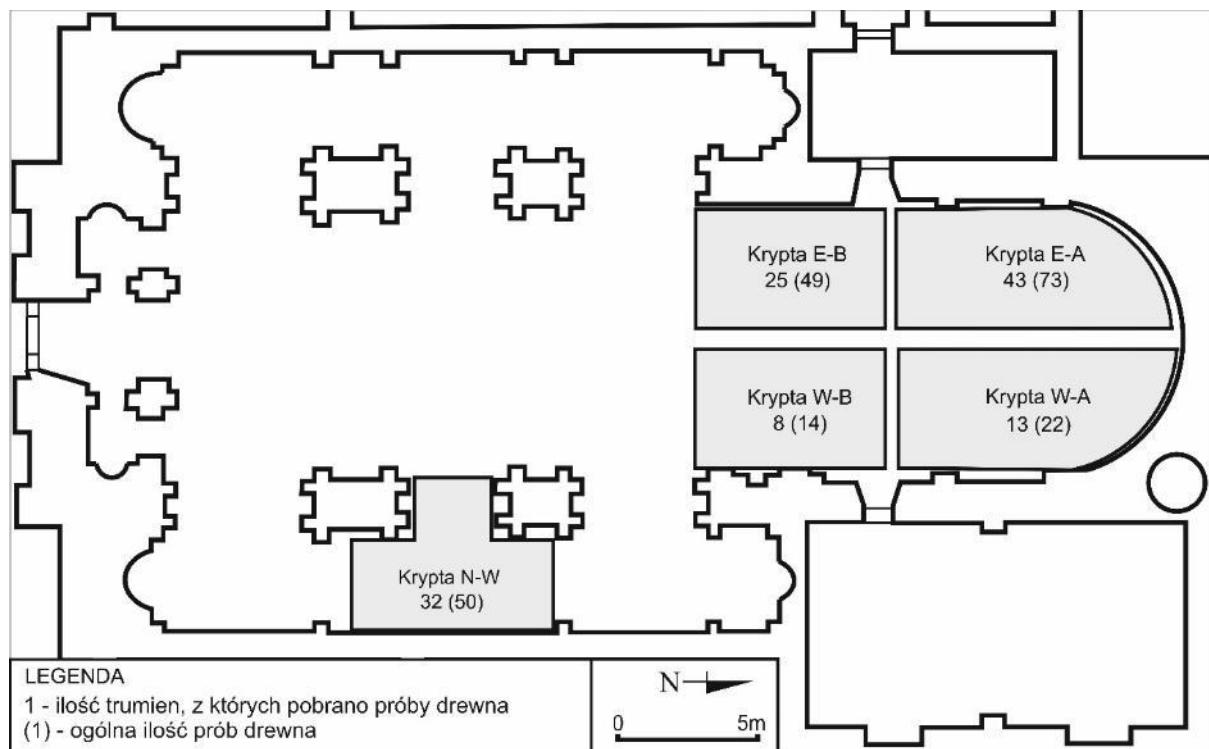 Krypta E-B
25 (49)
Krypta E-A
43 (73)
Krypta W-B
8 (14)
Krypta W-A
13 (22)
Krypta N-W
32 (50)
LEGENDA
1 - ilość trumien, z których pobrano próby drewna
(1) - ogólna ilość prób drewna
N
0 5m